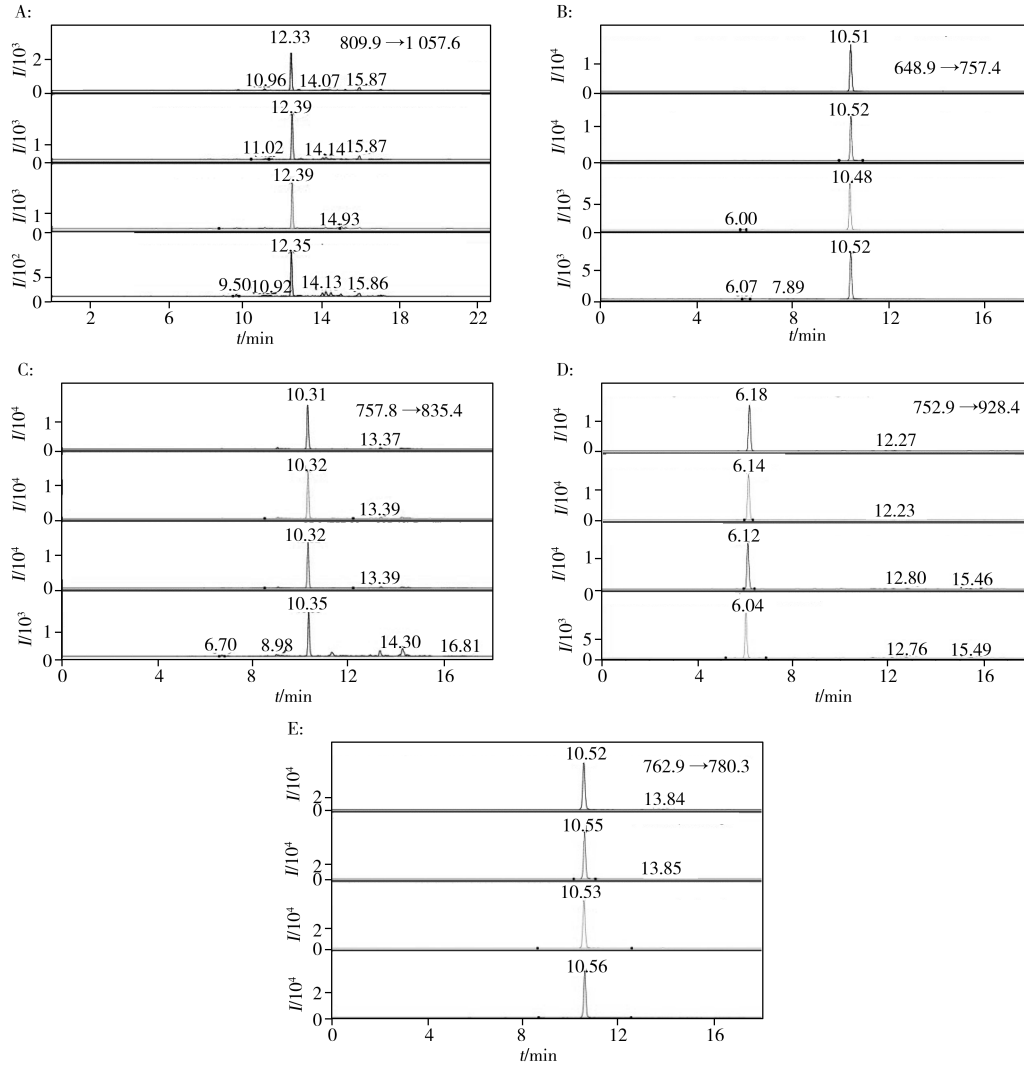 A:
I/10³
2
0
12.33
809.9 →1 057.6
10.96 14.07 15.87
I/10³
1
0
12.39
11.02 14.14 15.87
I/10³
1
0
12.39
14.93
I/10²
5
0
12.35
9.50 10.92 14.13 15.86
2 6 10 14 18 22
t/min
B:
I/10⁴
1
0
10.51
648.9 →757.4
I/10⁴
1
0
10.52
I/10³
5
0
10.48
6.00
I/10³
5
0
10.52
6.07 7.89
0 4 8 12 16
t/min
C:
I/10⁴
1
0
10.31
757.8 →835.4
13.37
I/10⁴
1
0
10.32
13.39
I/10⁴
1
0
10.32
13.39
I/10³
1
0
10.35
6.70 8.98 14.30 16.81
0 4 8 12 16
t/min
D:
I/10⁴
1
0
6.18
752.9 →928.4
12.27
I/10⁴
1
0
6.14
12.23
I/10⁴
1
0
6.12
12.80 15.46
I/10³
5
0
6.04
12.76 15.49
0 4 8 12 16
t/min
E:
I/10⁴
2
0
10.52
762.9 →780.3
13.84
I/10⁴
2
0
10.55
13.85
I/10⁴
2
0
10.53
I/10⁴
2
0
10.56
0 4 8 12 16
t/min